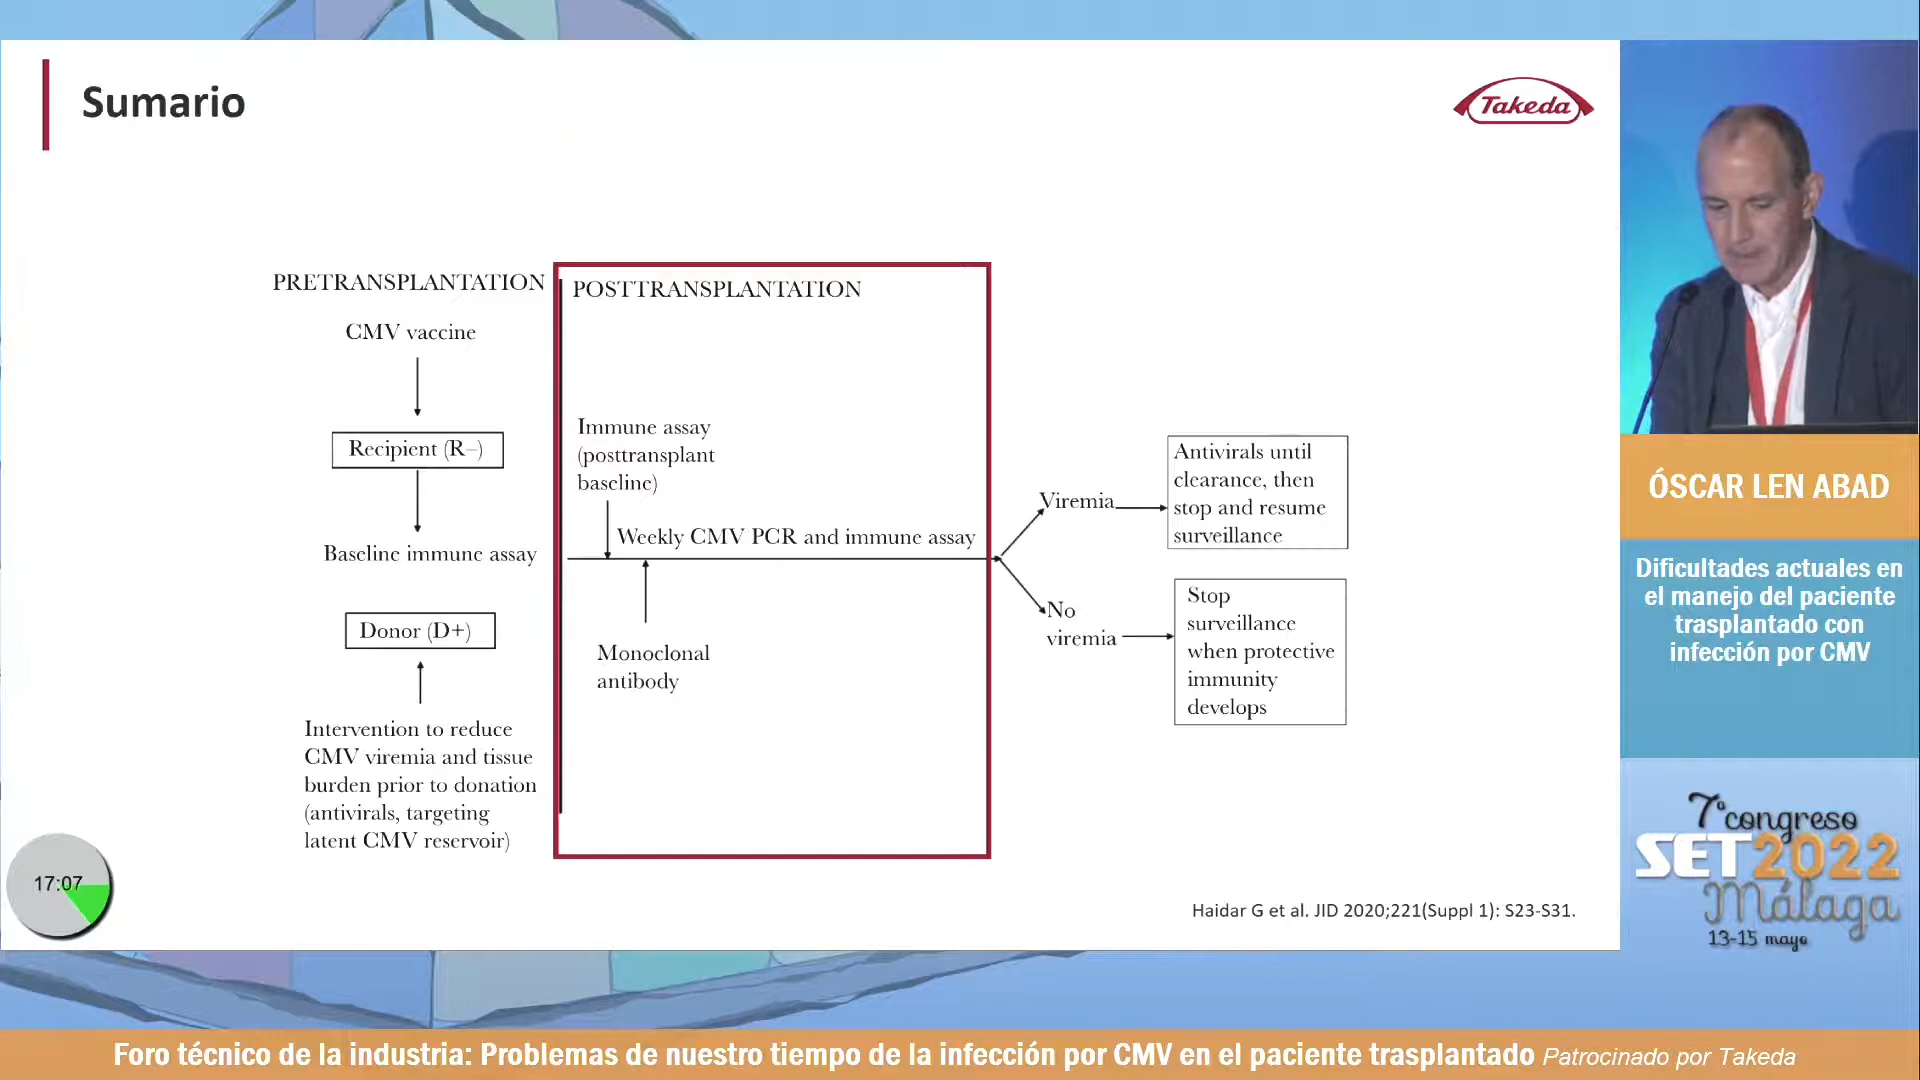 Sumario
Takeda
PRETRANSPLANTATION
CMV vaccine
Recipient (R–)
Baseline immune assay
Donor (D+)
Intervention to reduce
CMV viremia and tissue
burden prior to donation
(antivirals, targeting
latent CMV reservoir)
POSTTRANSPLANTATION
Immune assay
(posttransplant
baseline)
Weekly CMV PCR and immune assay
Monoclonal
antibody
Viremia
Antivirals until
clearance, then
stop and resume
surveillance
No
viremia
Stop
surveillance
when protective
immunity
develops
17:07
Haidar G et al. JID 2020;221(Suppl 1): S23-S31.
ÓSCAR LEN ABAD
Dificultades actuales en
el manejo del paciente
trasplantado con
infección por CMV
7º congreso
SET2022
Málaga
13-15 mayo
Foro técnico de la industria: Problemas de nuestro tiempo de la infección por CMV en el paciente trasplantado Patrocinado por Takeda